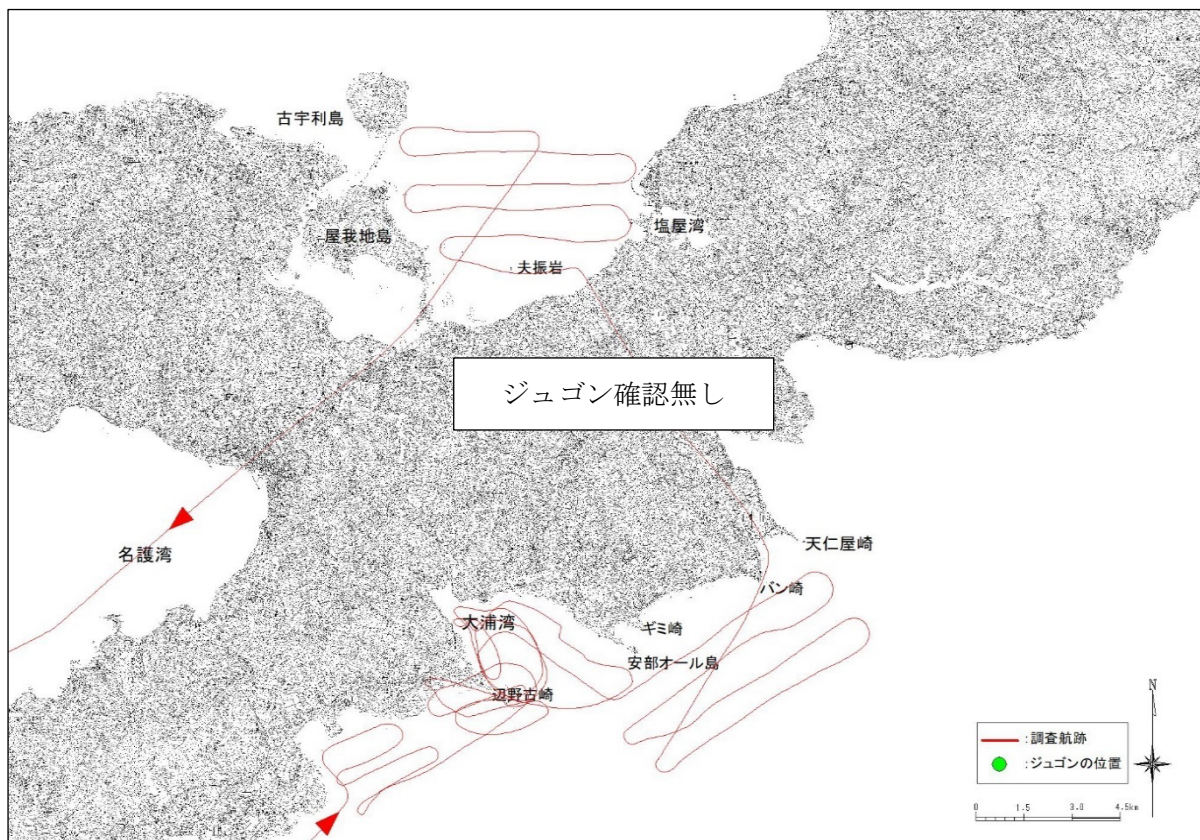 古宇利島
屋我地島
塩屋湾
夫振岩
ジュゴン確認無し
名護湾
天仁屋崎
バン崎
大浦湾
ギミ崎
安部オール島
辺野古崎
N
:調査航跡
:ジュゴンの位置
0 1.5 3.0 4.5km